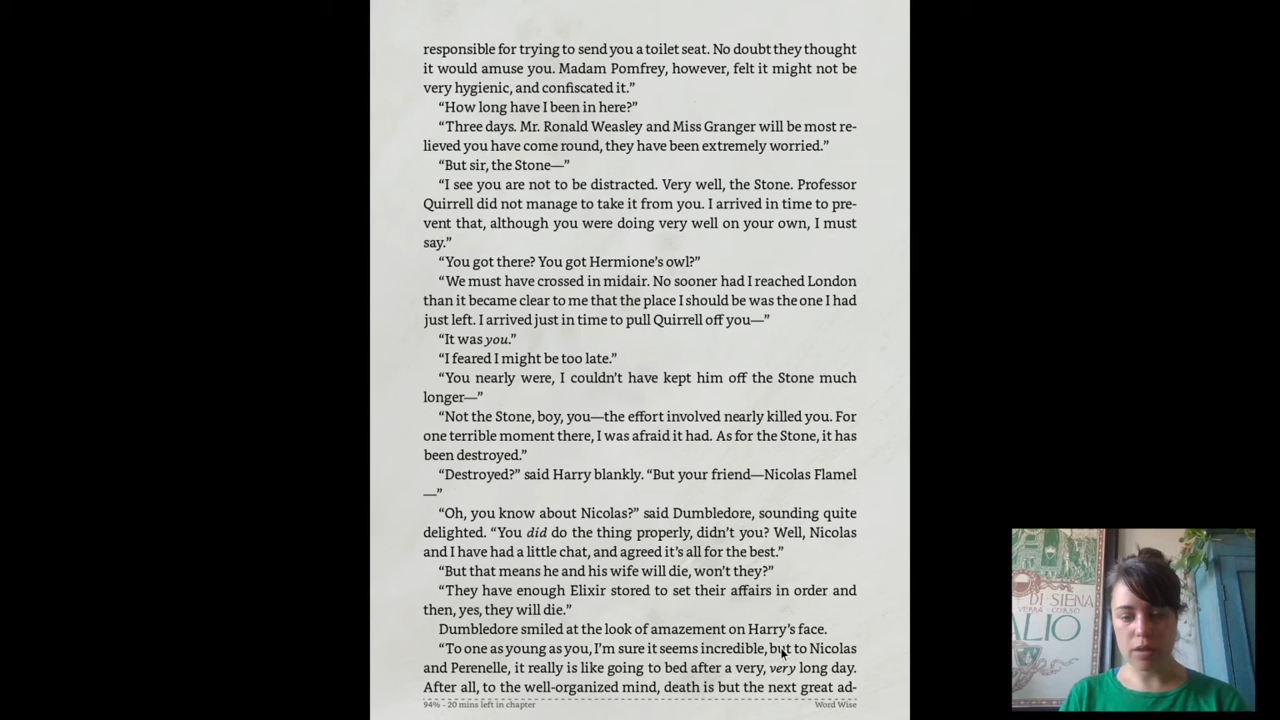 responsible for trying to send you a toilet seat. No doubt they thought
it would amuse you. Madam Pomfrey, however, felt it might not be
very hygienic, and confiscated it.”
“How long have I been in here?”
“Three days. Mr. Ronald Weasley and Miss Granger will be most re-
lieved you have come round, they have been extremely worried.”
“But sir, the Stone—”
“I see you are not to be distracted. Very well, the Stone. Professor
Quirrell did not manage to take it from you. I arrived in time to pre-
vent that, although you were doing very well on your own, I must
say.”
“You got there? You got Hermione’s owl?”
“We must have crossed in midair. No sooner had I reached London
than it became clear to me that the place I should be was the one I had
just left. I arrived just in time to pull Quirrell off you—”
“It was you.”
“I feared I might be too late.”
“You nearly were, I couldn’t have kept him off the Stone much
longer—”
“Not the Stone, boy, you—the effort involved nearly killed you. For
one terrible moment there, I was afraid it had. As for the Stone, it has
been destroyed.”
“Destroyed?” said Harry blankly. “But your friend—Nicolas Flamel
—”
“Oh, you know about Nicolas?” said Dumbledore, sounding quite
delighted. “You did do the thing properly, didn’t you? Well, Nicolas
and I have had a little chat, and agreed it’s all for the best.”
“But that means he and his wife will die, won’t they?”
“They have enough Elixir stored to set their affairs in order and
then, yes, they will die.”
Dumbledore smiled at the look of amazement on Harry’s face.
“To one as young as you, I’m sure it seems incredible, but to Nicolas
and Perenelle, it really is like going to bed after a very, very long day.
After all, to the well-organized mind, death is but the next great ad-
94% - 20 mins left in chapter
Word Wise
DI SIENA
VERRA CORSO
ALIO